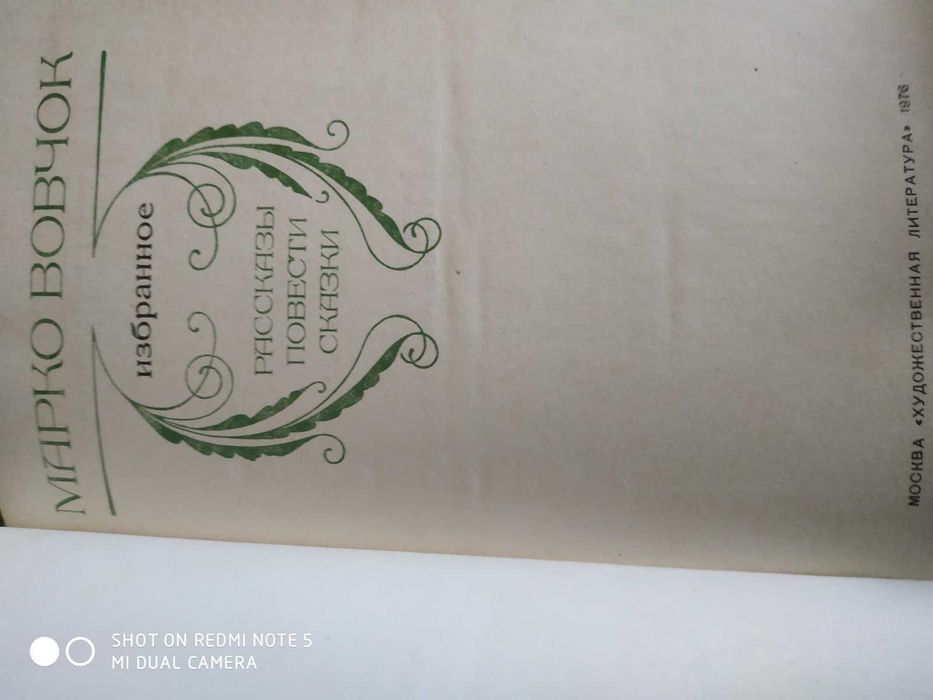 МАРКО ВОВЧОК
избранное
РАССКАЗЫ
ПОВЕСТИ
СКАЗКИ
МОСКВА «ХУДОЖЕСТВЕННАЯ ЛИТЕРАТУРА» 1976
SHOT ON REDMI NOTE 5
MI DUAL CAMERA